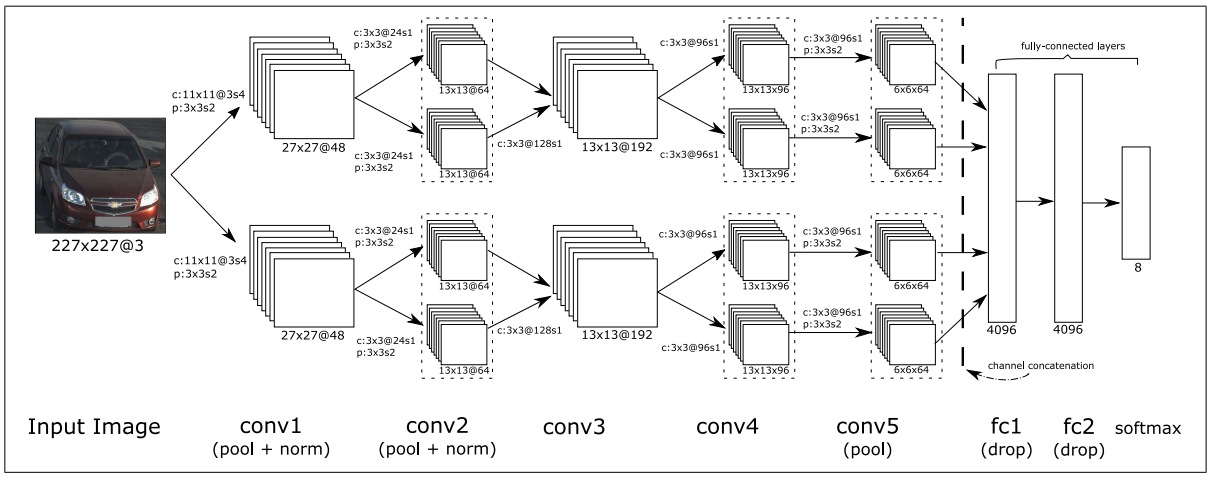 c:3x3@24s1
p:3x3s2
13x13@64
c:3x3@96s1
13x13x96
c:3x3@96s1
p:3x3s2
6x6x64
fully-connected layers
c:11x11@3s4
p:3x3s2
27x27@48
c:3x3@24s1
p:3x3s2
13x13@64
c:3x3@128s1
13x13@192
c:3x3@96s1
13x13x96
c:3x3@96s1
p:3x3s2
6x6x64
227x227@3
c:11x11@3s4
p:3x3s2
27x27@48
c:3x3@24s1
p:3x3s2
13x13@64
c:3x3@96s1
13x13x96
c:3x3@96s1
p:3x3s2
6x6x64
c:3x3@24s1
p:3x3s2
13x13@64
c:3x3@128s1
13x13@192
c:3x3@96s1
13x13x96
c:3x3@96s1
p:3x3s2
6x6x64
4096
4096
8
channel concatenation
Input Image
conv1
(pool + norm)
conv2
(pool + norm)
conv3
conv4
conv5
(pool)
fc1
(drop)
fc2
(drop)
softmax